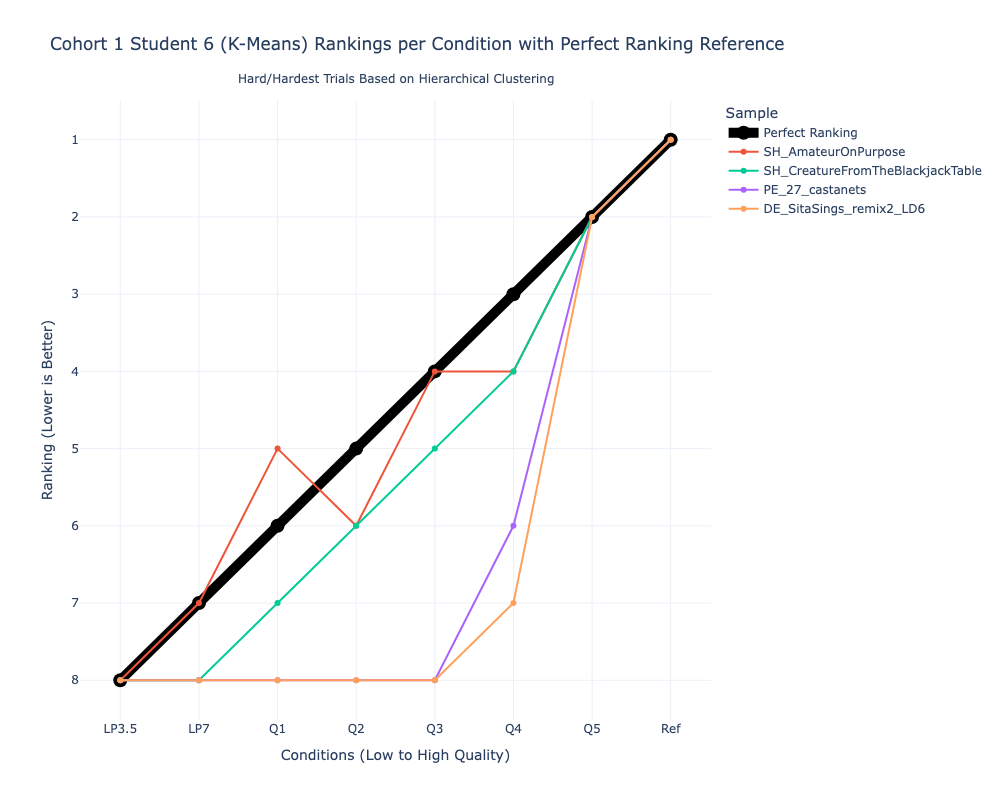 Cohort 1 Student 6 (K-Means) Rankings per Condition with Perfect Ranking Reference
Hard/Hardest Trials Based on Hierarchical Clustering
Sample
Perfect Ranking
SH_AmateurOnPurpose
SH_CreatureFromTheBlackjackTable
PE_27_castanets
DE_SitaSings_remix2_LD6
Ranking (Lower is Better)
1
2
3
4
5
6
7
8
LP3.5 LP7 Q1 Q2 Q3 Q4 Q5 Ref
Conditions (Low to High Quality)